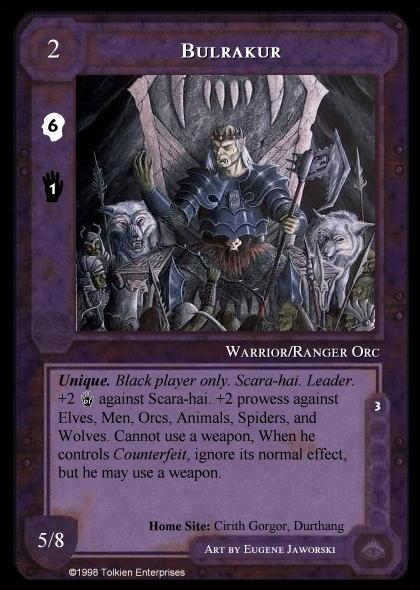 2
BULRAKUR
6
1
WARRIOR/RANGER ORC
Unique. Black player only. Scara-hai. Leader.
+2 against Scara-hai. +2 prowess against
Elves, Men, Orcs, Animals, Spiders, and
Wolves. Cannot use a weapon, When he
controls Counterfeit, ignore its normal effect,
but he may use a weapon.
3
Home Site: Cirith Gorgor, Durthang
5/8
ART BY EUGENE JAWORSKI
©1998 Tolkien Enterprises